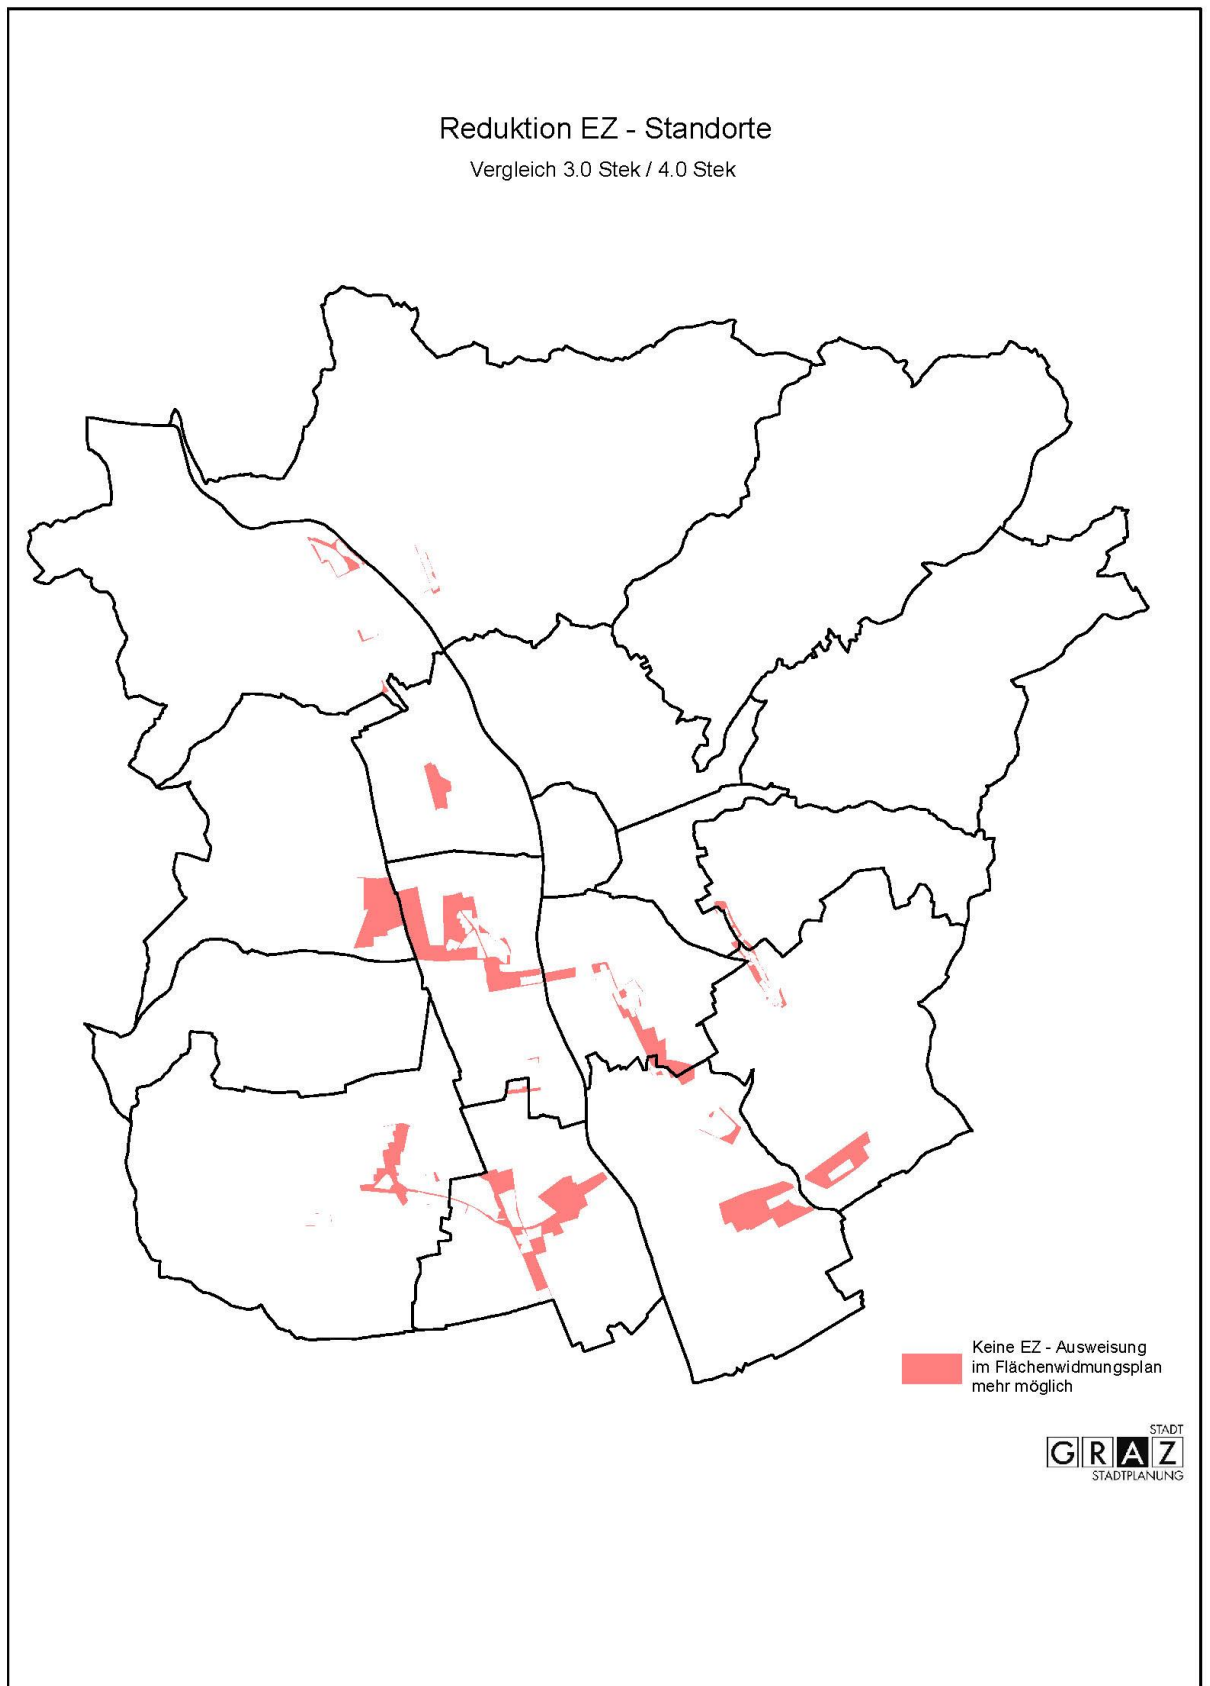 Reduktion EZ - Standorte
Vergleich 3.0 Stek / 4.0 Stek
Keine EZ - Ausweisung
im Flächenwidmungsplan
mehr möglich
STADT
GRAZ
STADTPLANUNG